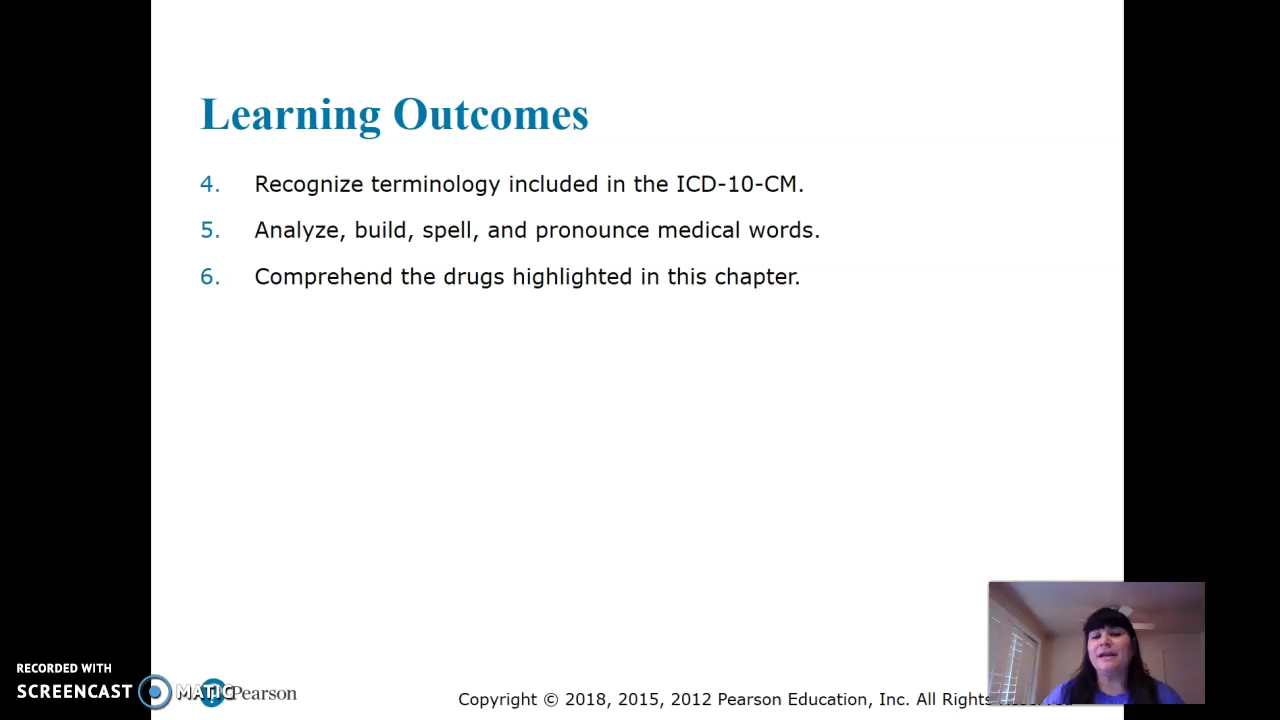 Learning Outcomes
4. Recognize terminology included in the ICD-10-CM.
5. Analyze, build, spell, and pronounce medical words.
6. Comprehend the drugs highlighted in this chapter.
RECORDED WITH
SCREENCAST MATIC
Pearson
Copyright © 2018, 2015, 2012 Pearson Education, Inc. All Rights